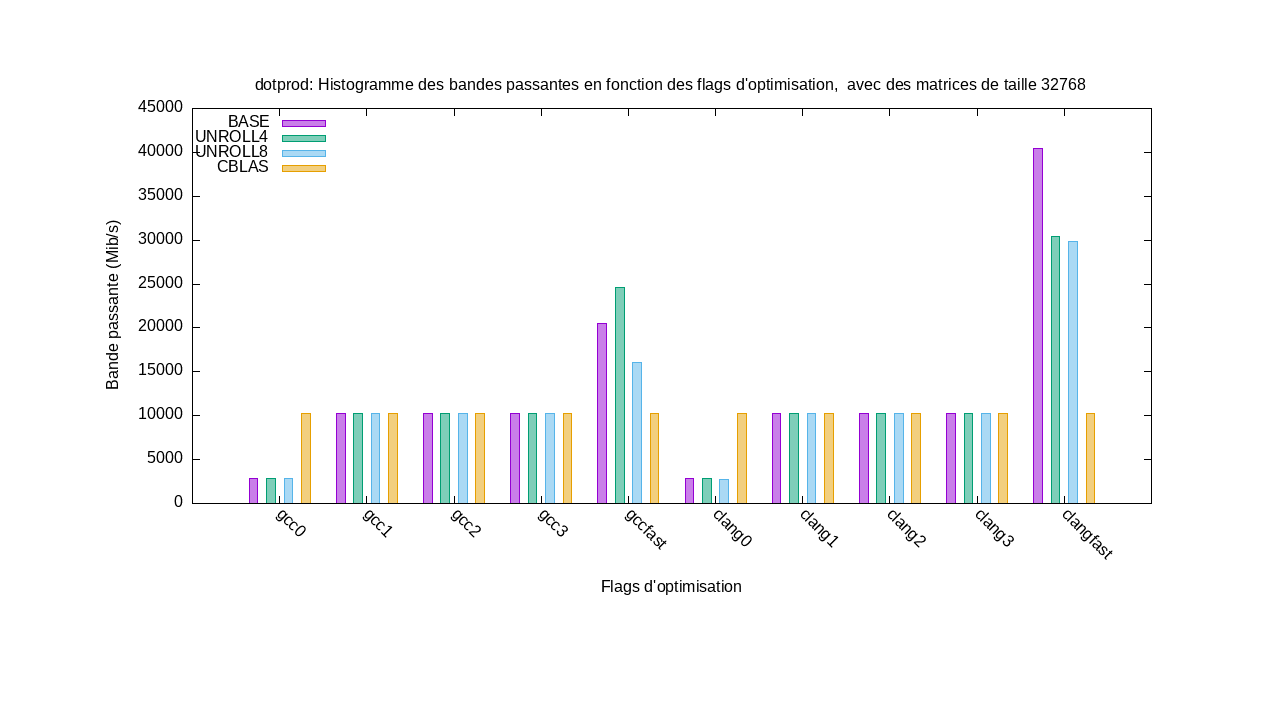 dotprod: Histogramme des bandes passantes en fonction des flags d'optimisation,  avec des matrices de taille 32768
45000
40000
35000
30000
25000
20000
15000
10000
5000
0
Bande passante (Mib/s)
BASE
UNROLL4
UNROLL8
CBLAS
gcc0
gcc1
gcc2
gcc3
gccfast
clang0
clang1
clang2
clang3
clangfast
Flags d'optimisation